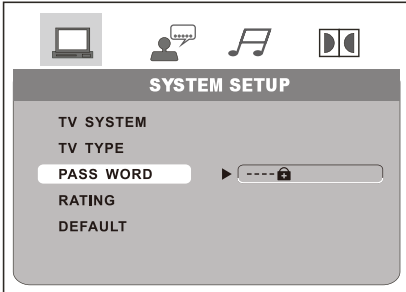 SYSTEM SETUP
TV SYSTEM
TV TYPE
PASS WORD ----
RATING
DEFAULT